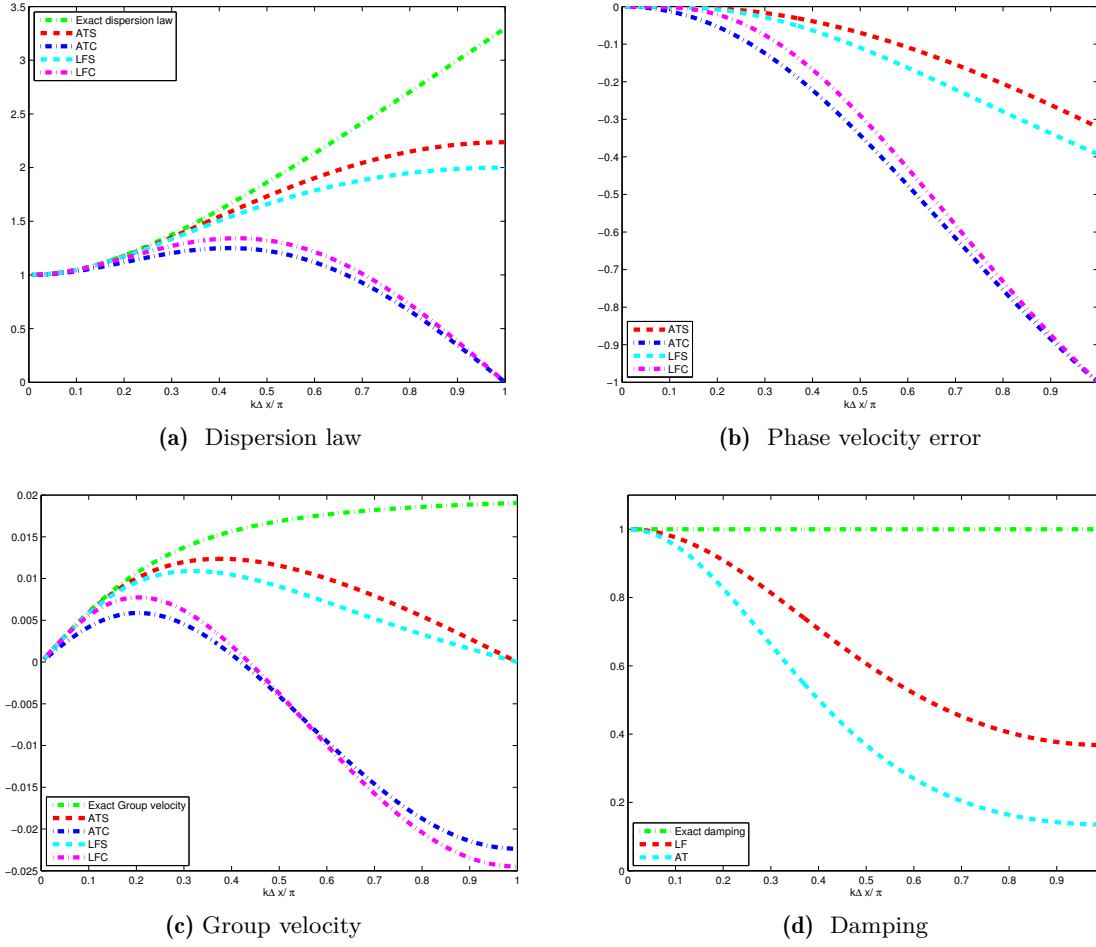 Exact dispersion law
ATS
ATC
LFS
LFC
3.5
3
2.5
2
1.5
1
0.5
0
0 0.1 0.2 0.3 0.4 0.5 0.6 0.7 0.8 0.9 1
kΔ x/ π
(a) Dispersion law
0
−0.1
−0.2
−0.3
−0.4
−0.5
−0.6
−0.7
−0.8
−0.9
−1
ATS
ATC
LFS
LFC
0 0.1 0.2 0.3 0.4 0.5 0.6 0.7 0.8 0.9
kΔ x/ π
(b) Phase velocity error
0.02
0.015
0.01
0.005
0
−0.005
−0.01
−0.015
−0.02
−0.025
Exact Group velocity
ATS
ATC
LFS
LFC
0 0.1 0.2 0.3 0.4 0.5 0.6 0.7 0.8 0.9 1
kΔ x/ π
(c) Group velocity
1
0.8
0.6
0.4
0.2
0
Exact damping
LF
AT
0 0.1 0.2 0.3 0.4 0.5 0.6 0.7 0.8 0.9
kΔ x/ π
(d) Damping